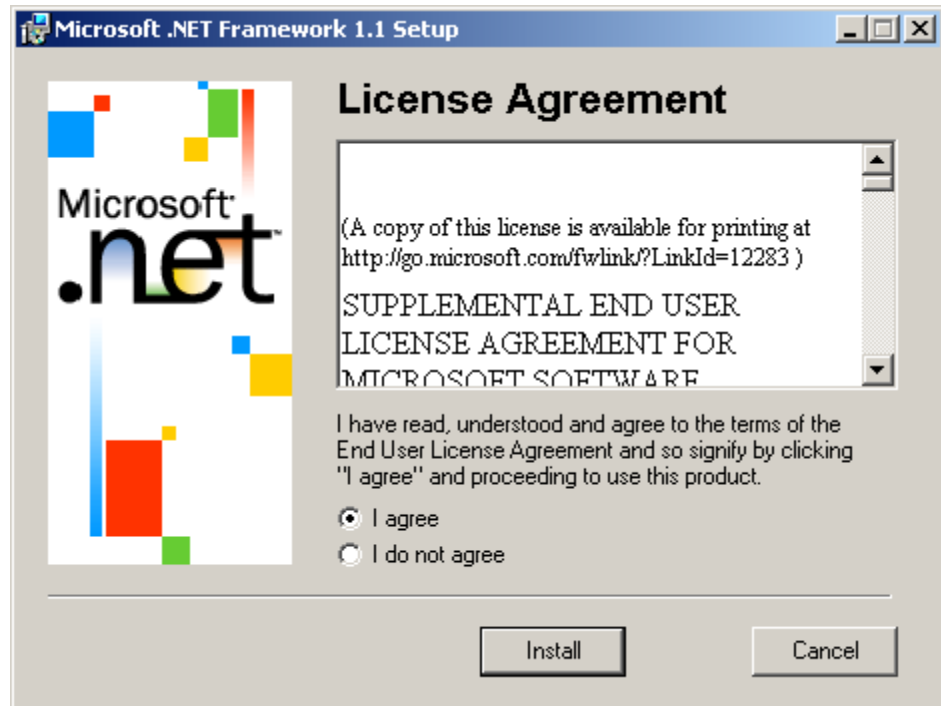 Microsoft .NET Framework 1.1 Setup
License Agreement
Microsoft
.net™
(A copy of this license is available for printing at
http://go.microsoft.com/fwlink/?LinkId=12283 )
SUPPLEMENTAL END USER
LICENSE AGREEMENT FOR
MICROSOFT SOFTWARE
I have read, understood and agree to the terms of the
End User License Agreement and so signify by clicking
"I agree" and proceeding to use this product.
I agree
I do not agree
Install
Cancel